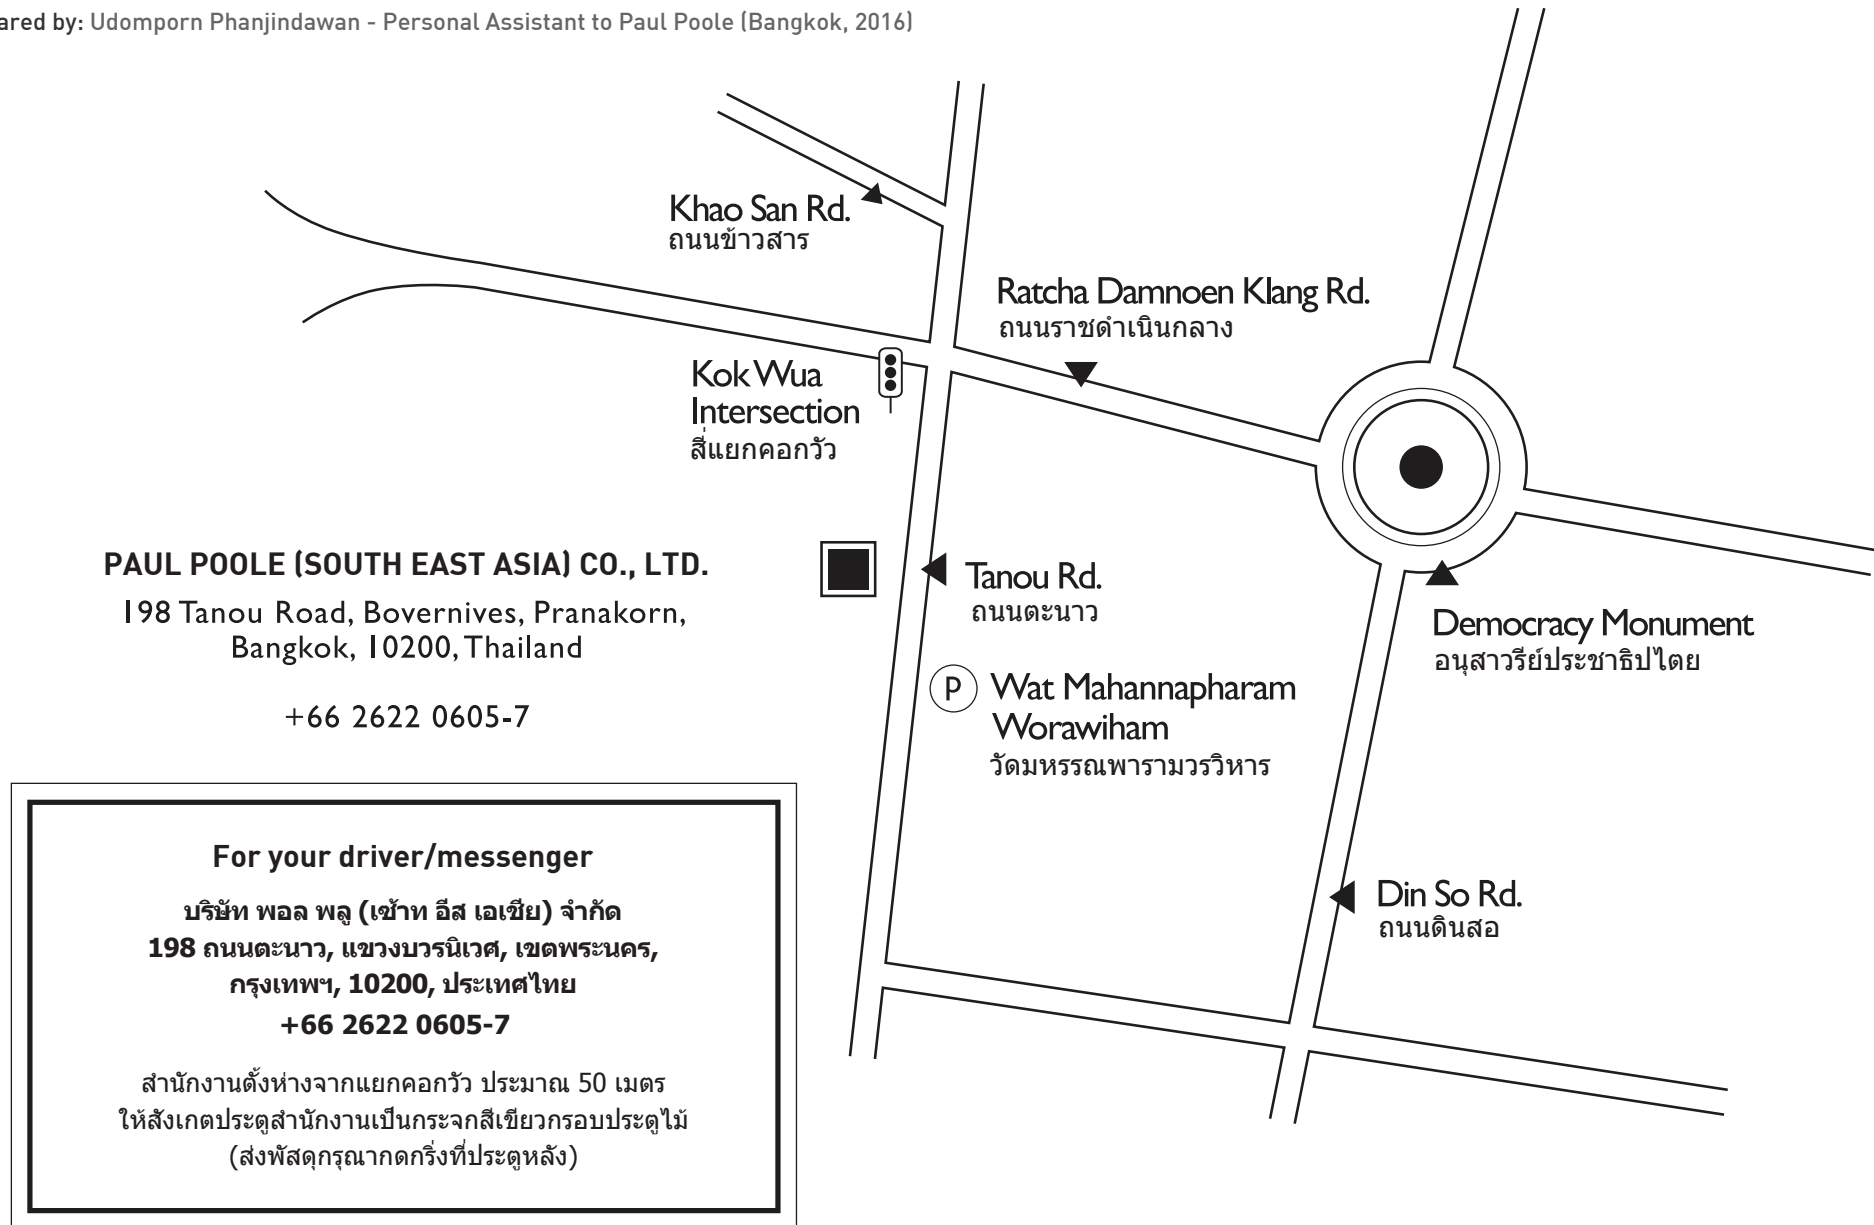 ared by: Udomporn Phanjindawan - Personal Assistant to Paul Poole (Bangkok, 2016)
Khao San Rd.
ถนนข้าวสาร
Ratcha Damnoen Klang Rd.
ถนนราชดำเนินกลาง
Kok Wua
Intersection
สี่แยกคอกวัว
PAUL POOLE (SOUTH EAST ASIA) CO., LTD.
198 Tanou Road, Bovernives, Pranakorn,
Bangkok, 10200, Thailand
+66 2622 0605-7
Tanou Rd.
ถนนตะนาว
Democracy Monument
อนุสาวรีย์ประชาธิปไตย
P Wat Mahannapharam
Worawiham
วัดมหรรณพารามวรวิหาร
Din So Rd.
ถนนดินสอ
For your driver/messenger
บริษัท พอล พลู (เซ้าท อีส เอเชีย) จำกัด
198 ถนนตะนาว, แขวงบวรนิเวศ, เขตพระนคร,
กรุงเทพฯ, 10200, ประเทศไทย
+66 2622 0605-7
สำนักงานตั้งห่างจากแยกคอกวัว ประมาณ 50 เมตร
ให้สังเกตประตูสำนักงานเป็นกระจกสีเขียวกรอบประตูไม้
(ส่งพัสดุกรุณากดกริ่งที่ประตูหลัง)